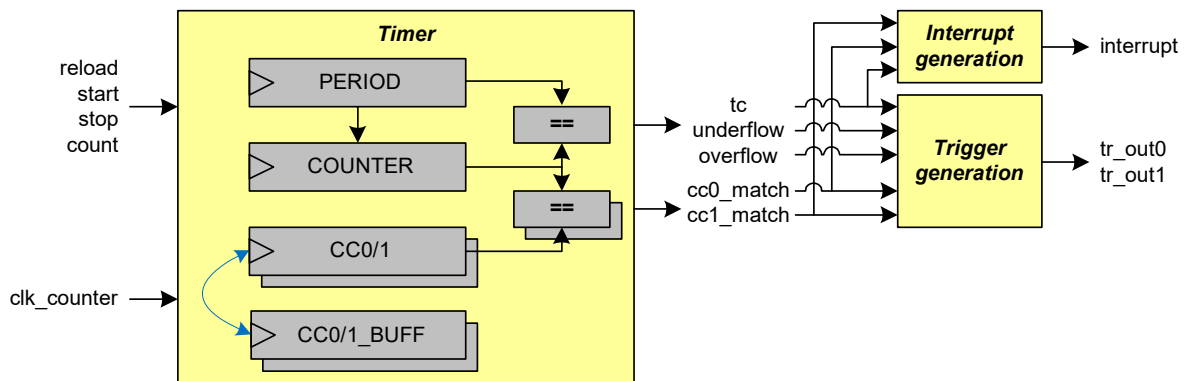 Timer
reload
start
stop
count
clk_counter
PERIOD
==
COUNTER
==
CC0/1
CC0/1_BUFF
tc
underflow
overflow
cc0_match
cc1_match
Interrupt
generation
interrupt
Trigger
generation
tr_out0
tr_out1